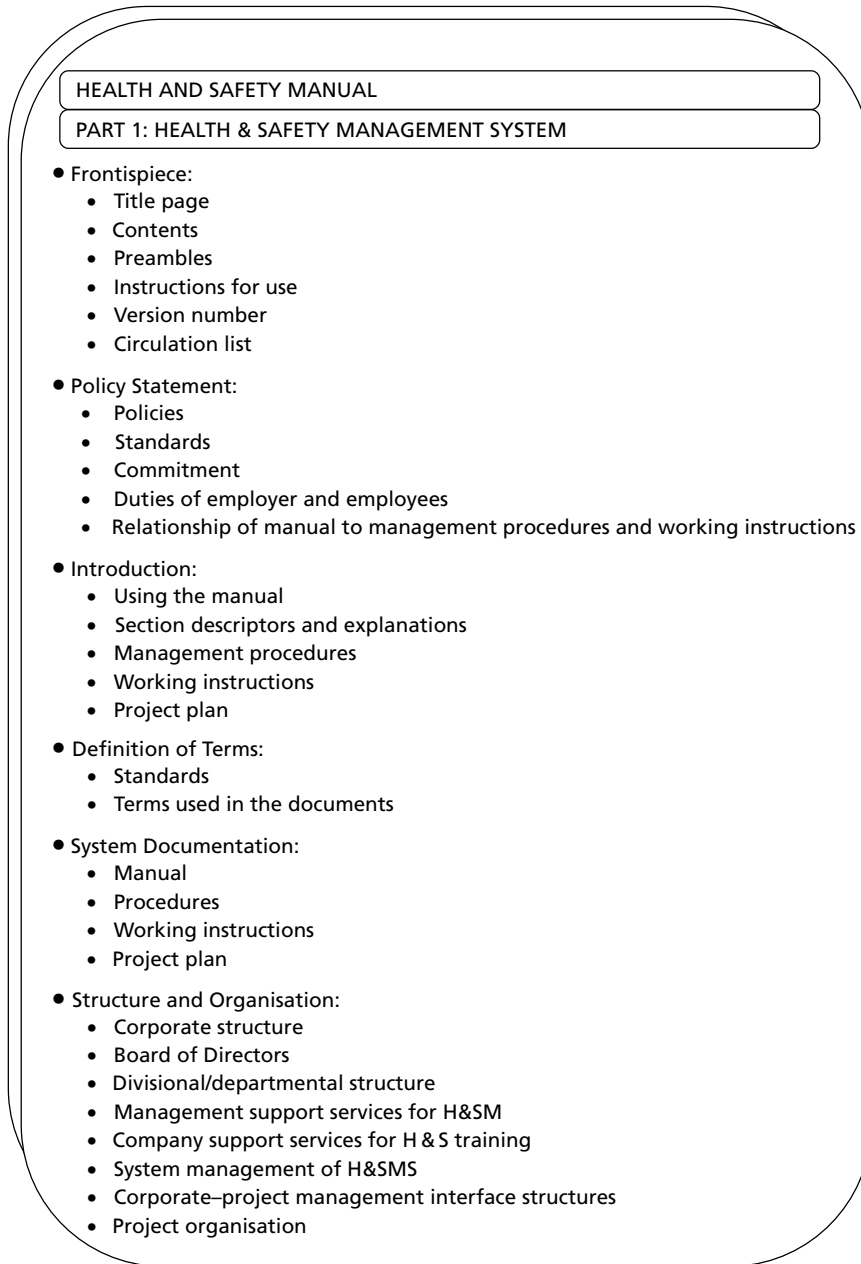 HEALTH AND SAFETY MANUAL
PART 1: HEALTH & SAFETY MANAGEMENT SYSTEM
• Frontispiece:
• Title page
• Contents
• Preambles
• Instructions for use
• Version number
• Circulation list
• Policy Statement:
• Policies
• Standards
• Commitment
• Duties of employer and employees
• Relationship of manual to management procedures and working instructions
• Introduction:
• Using the manual
• Section descriptors and explanations
• Management procedures
• Working instructions
• Project plan
• Definition of Terms:
• Standards
• Terms used in the documents
• System Documentation:
• Manual
• Procedures
• Working instructions
• Project plan
• Structure and Organisation:
• Corporate structure
• Board of Directors
• Divisional/departmental structure
• Management support services for H&SM
• Company support services for H & S training
• System management of H&SMS
• Corporate–project management interface structures
• Project organisation